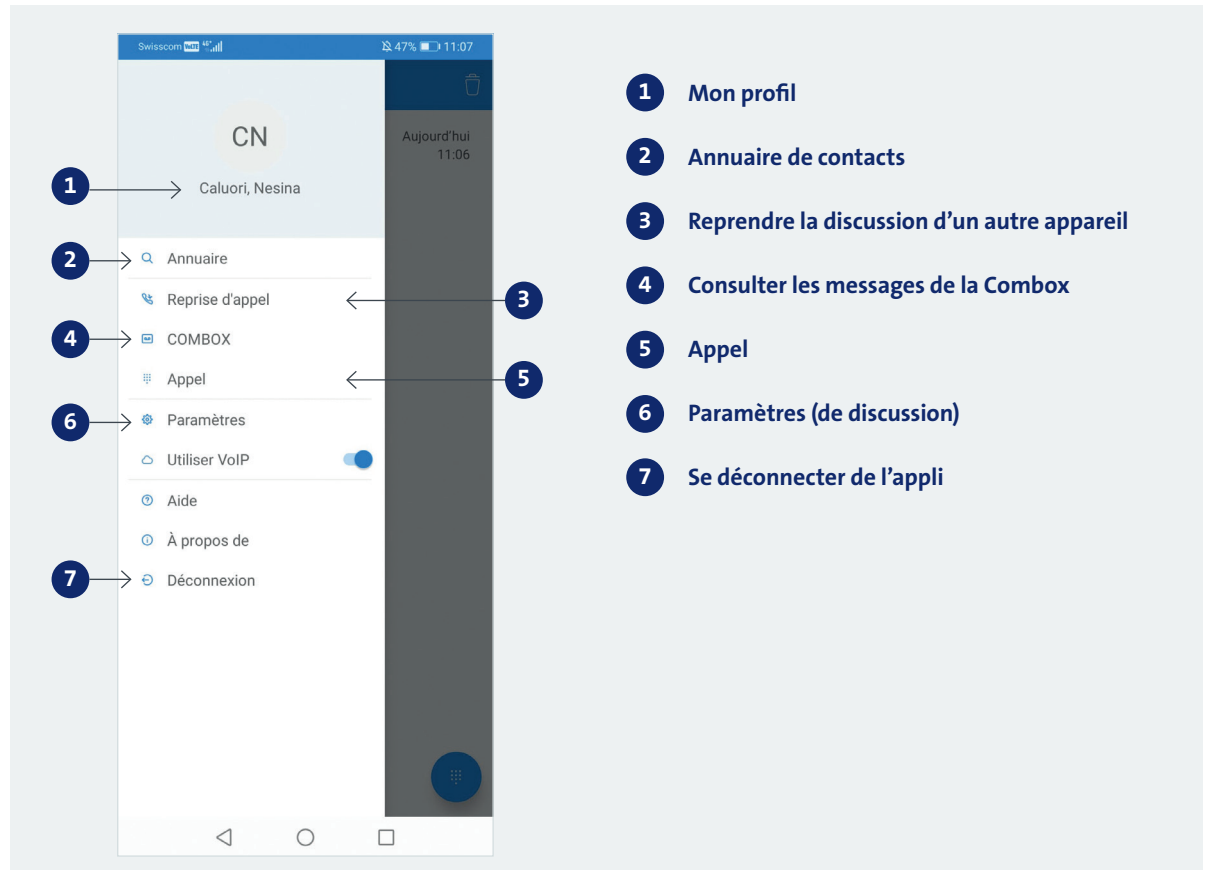 Swisscom VoLTE 4G+ 47% 11:07
CN
Caluori, Nesina
Aujourd'hui
11:06
1
2 Annuaire
Reprise d'appel 3
4 COMBOX
Appel 5
6 Paramètres
Utiliser VoIP
Aide
À propos de
7 Déconnexion
1 Mon profil
2 Annuaire de contacts
3 Reprendre la discussion d’un autre appareil
4 Consulter les messages de la Combox
5 Appel
6 Paramètres (de discussion)
7 Se déconnecter de l’appli